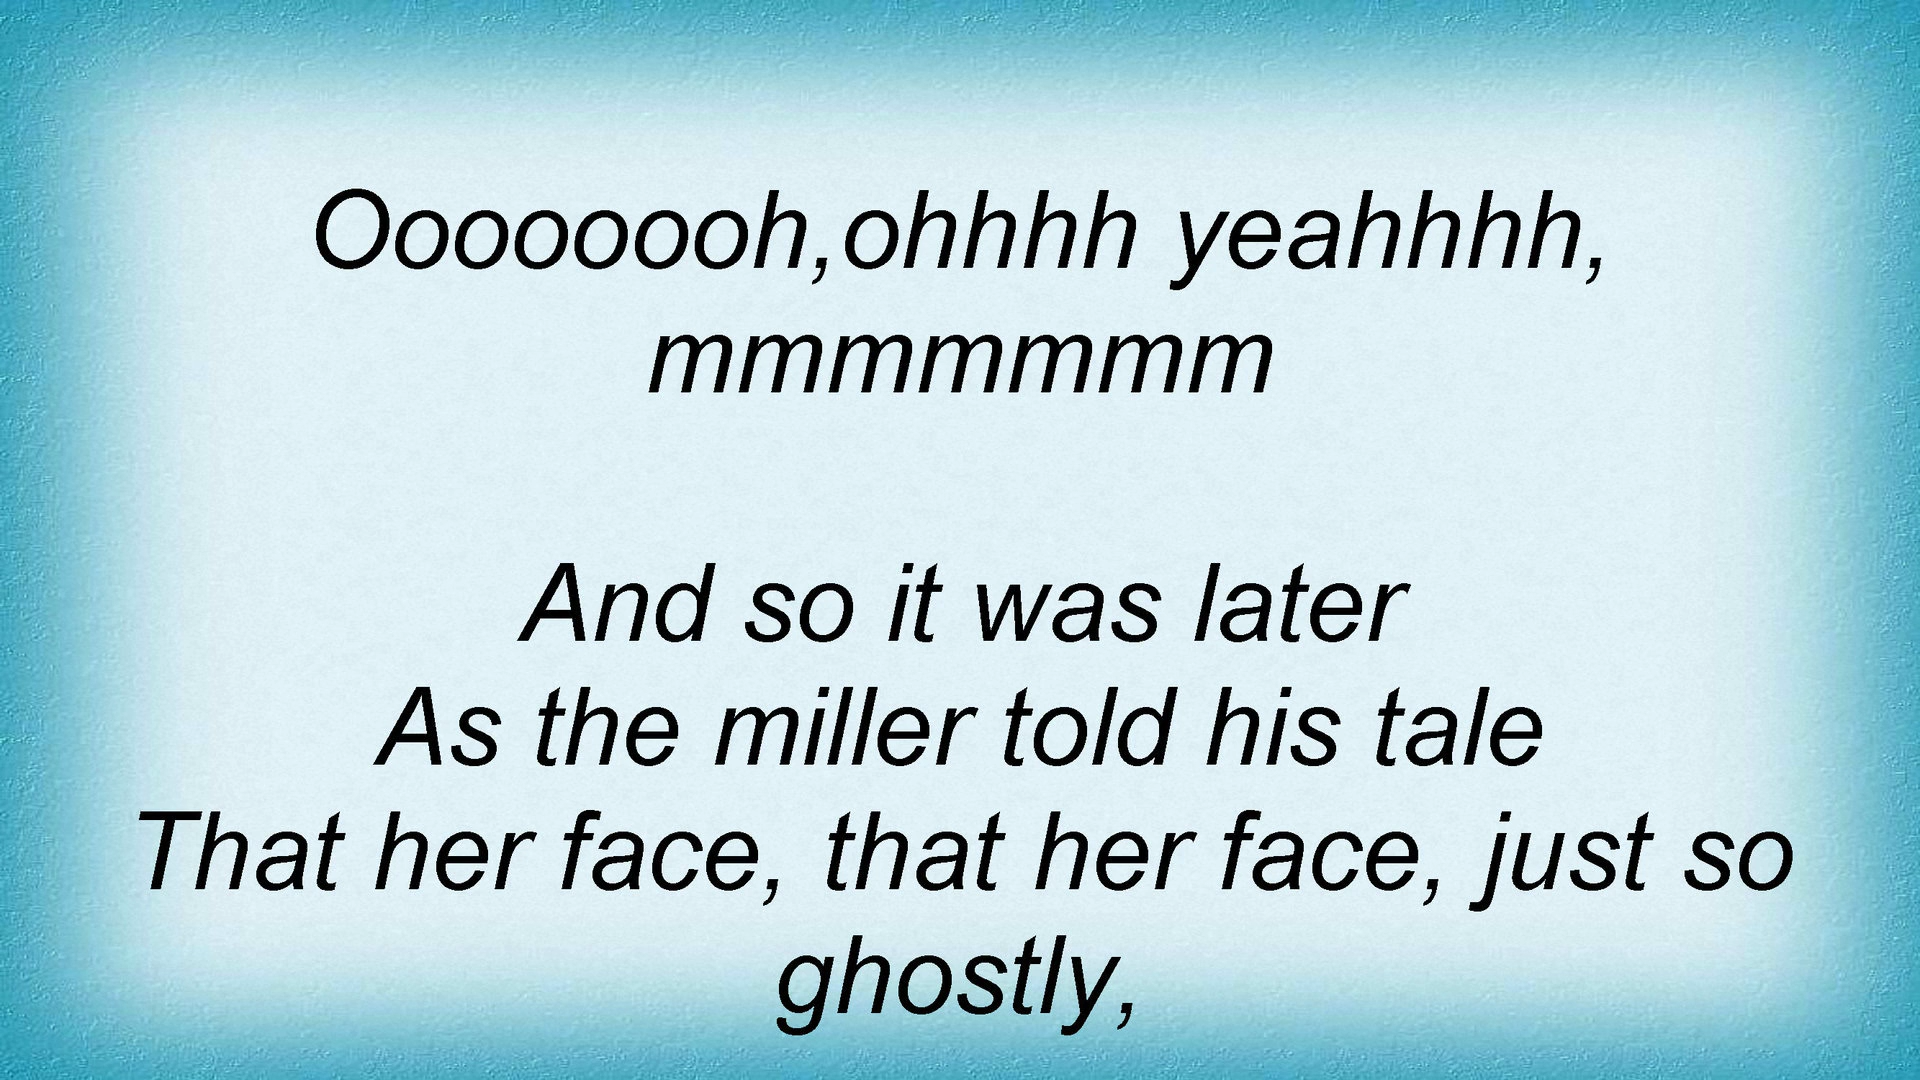 Oooooooh,ohhhh yeahhhh,
mmmmmmm
And so it was later
As the miller told his tale
That her face, that her face, just so
ghostly,